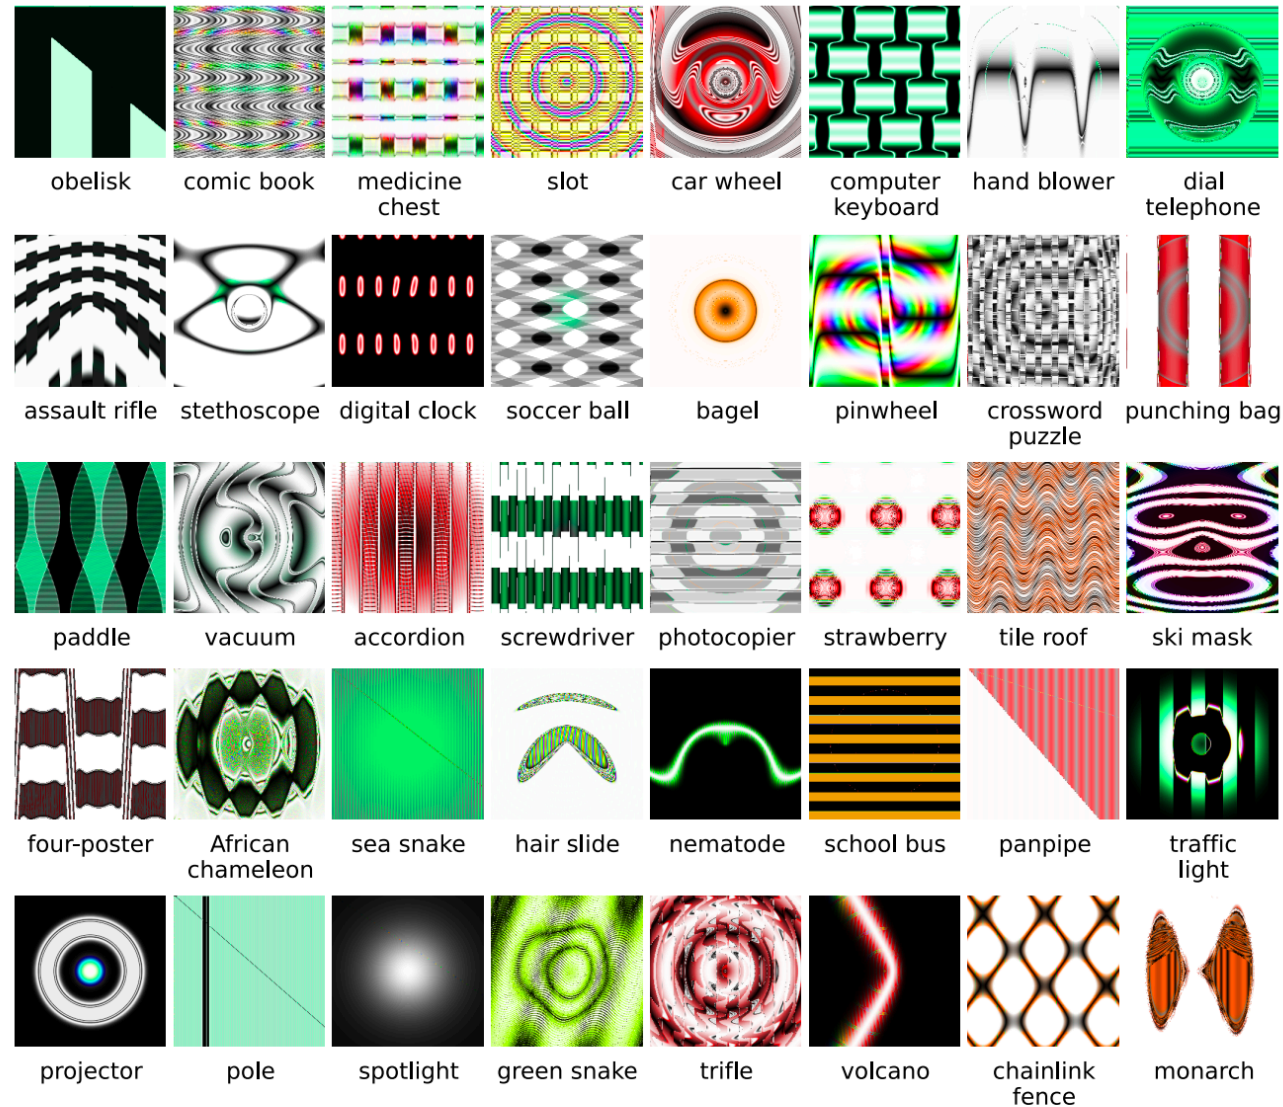 obelisk
comic book
medicine
chest
slot
car wheel
computer
keyboard
hand blower
dial
telephone
assault rifle
stethoscope
digital clock
soccer ball
bagel
pinwheel
crossword
puzzle
punching bag
paddle
vacuum
accordion
screwdriver
photocopier
strawberry
tile roof
ski mask
four-poster
African
chameleon
sea snake
hair slide
nematode
school bus
panpipe
traffic
light
projector
pole
spotlight
green snake
trifle
volcano
chainlink
fence
monarch